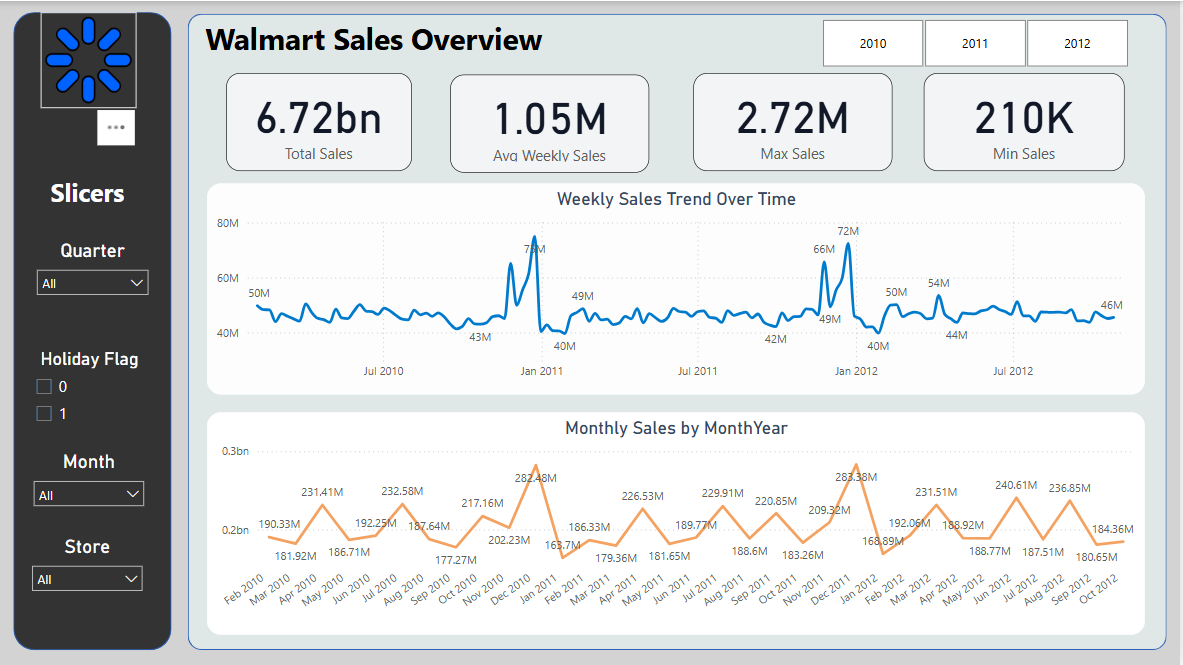 Walmart Sales Overview
2010
2011
2012
6.72bn
Total Sales
1.05M
Avg Weekly Sales
2.72M
Max Sales
210K
Min Sales
Slicers
Quarter
All
Holiday Flag
0
1
Month
All
Store
All
Weekly Sales Trend Over Time
80M
60M
40M
50M
43M
75M
40M
49M
42M
66M
49M
72M
40M
50M
54M
44M
46M
Jul 2010
Jan 2011
Jul 2011
Jan 2012
Jul 2012
Monthly Sales by MonthYear
0.3bn
0.2bn
190.33M
181.92M
231.41M
186.71M
192.25M
232.58M
187.64M
177.27M
217.16M
202.23M
282.48M
163.7M
186.33M
179.36M
226.53M
181.65M
189.77M
229.91M
188.6M
220.85M
183.26M
209.32M
283.38M
168.89M
192.06M
231.51M
188.92M
188.77M
240.61M
187.51M
236.85M
180.65M
184.36M
Feb 2010
Mar 2010
Apr 2010
May 2010
Jun 2010
Jul 2010
Aug 2010
Sep 2010
Oct 2010
Nov 2010
Dec 2010
Jan 2011
Feb 2011
Mar 2011
Apr 2011
May 2011
Jun 2011
Jul 2011
Aug 2011
Sep 2011
Oct 2011
Nov 2011
Dec 2011
Jan 2012
Feb 2012
Mar 2012
Apr 2012
May 2012
Jun 2012
Jul 2012
Aug 2012
Sep 2012
Oct 2012